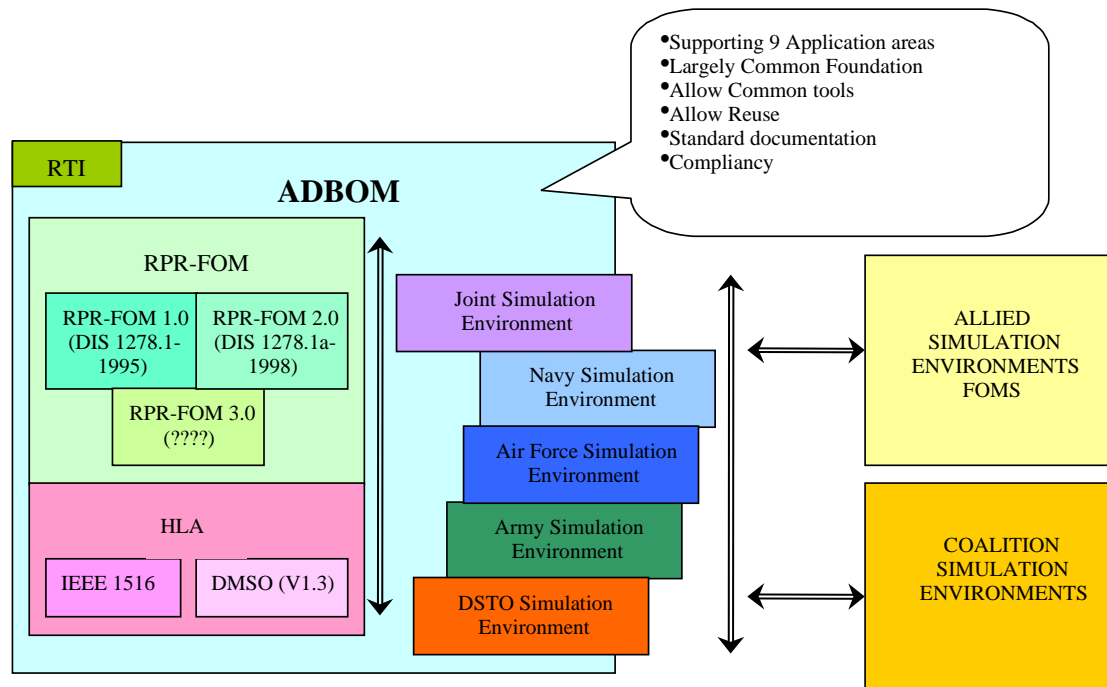 •Supporting 9 Application areas
•Largely Common Foundation
•Allow Common tools
•Allow Reuse
•Standard documentation
•Compliancy
RTI
ADBOM
RPR-FOM
RPR-FOM 1.0
(DIS 1278.1-
1995)
RPR-FOM 2.0
(DIS 1278.1a-
1998)
RPR-FOM 3.0
(????)
HLA
IEEE 1516
DMSO (V1.3)
Joint Simulation
Environment
Navy Simulation
Environment
Air Force Simulation
Environment
Army Simulation
Environment
DSTO Simulation
Environment
ALLIED
SIMULATION
ENVIRONMENTS
FOMS
COALITION
SIMULATION
ENVIRONMENTS